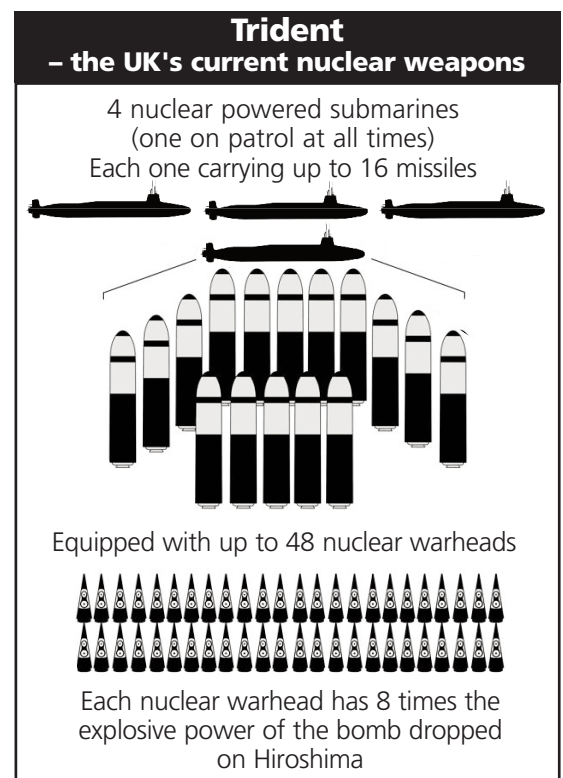 Trident
– the UK's current nuclear weapons
4 nuclear powered submarines
(one on patrol at all times)
Each one carrying up to 16 missiles
Equipped with up to 48 nuclear warheads
Each nuclear warhead has 8 times the
explosive power of the bomb dropped
on Hiroshima